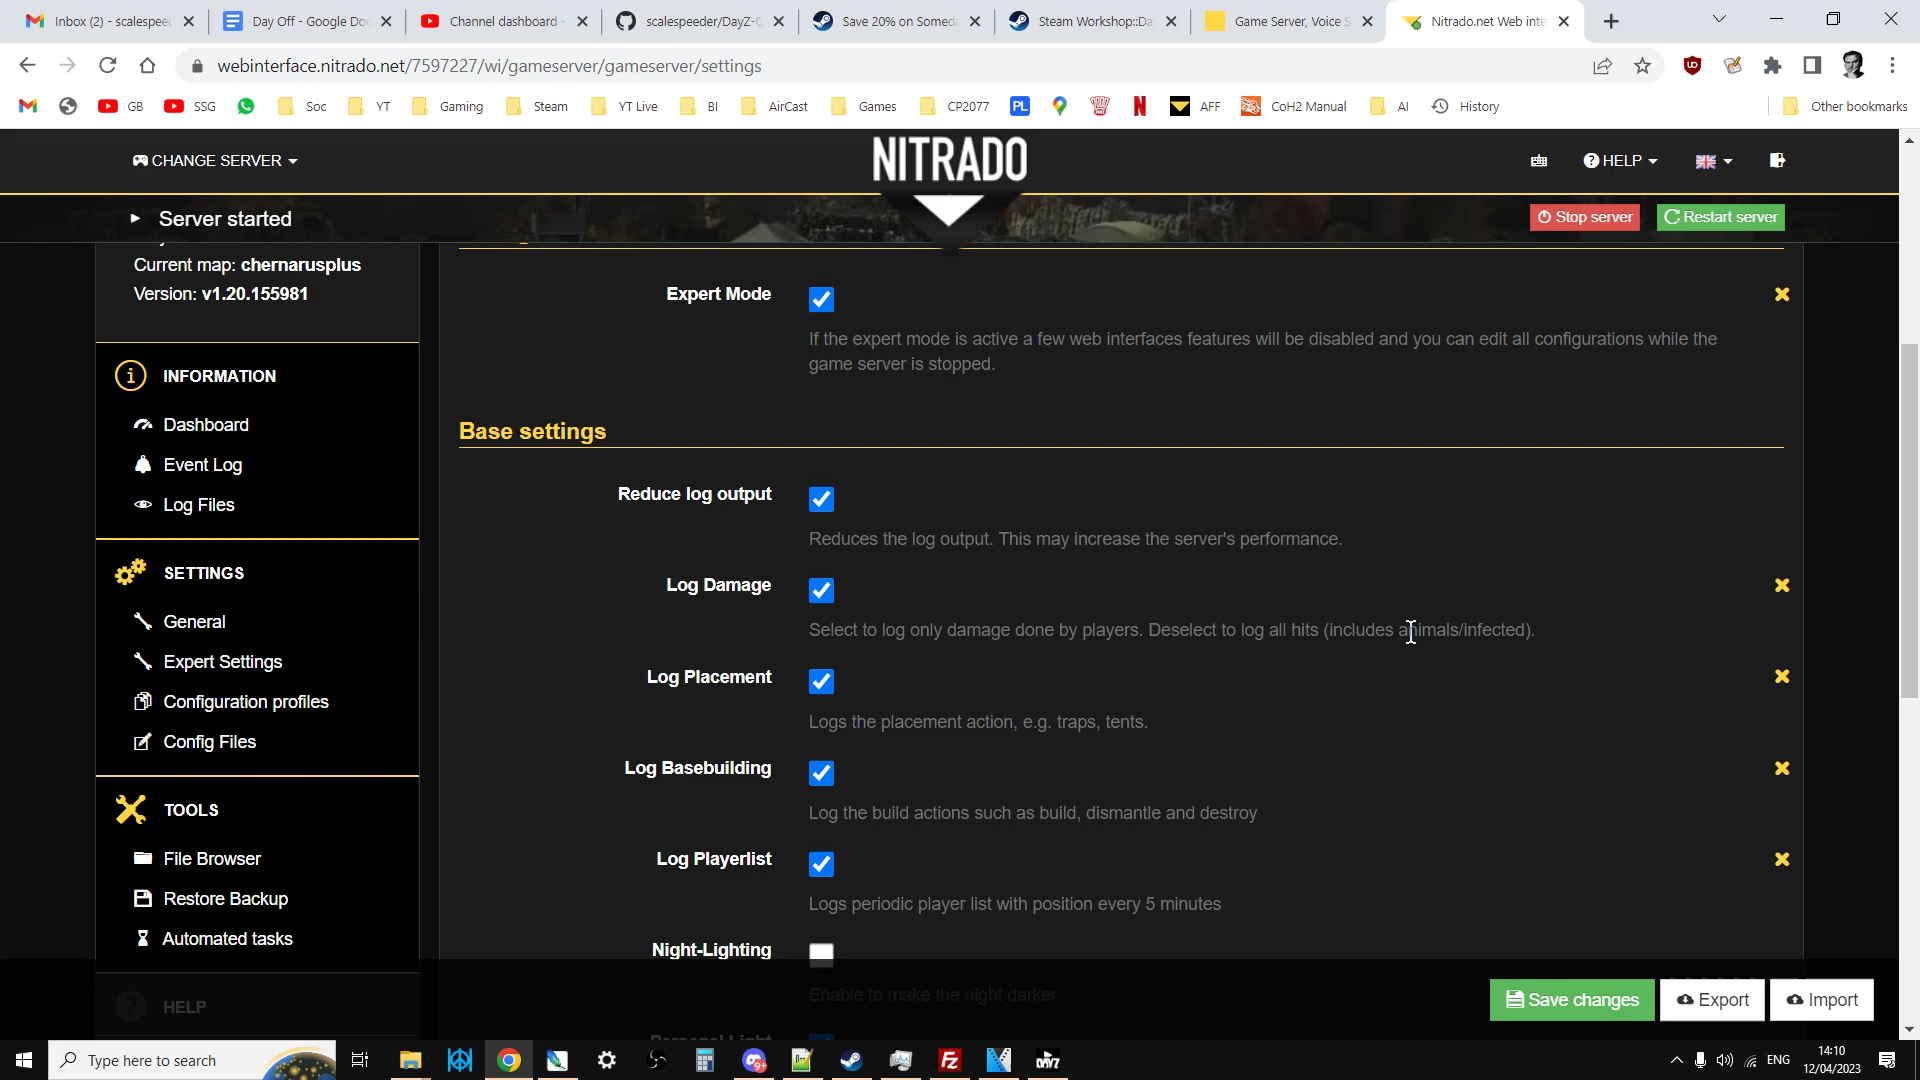 Inbox (2) - scalespeed
Day Off - Google Do
Channel dashboard -
scalespeeder/DayZ-C
Save 20% on Someda
Steam Workshop::Da
Game Server, Voice S
Nitrado.net Web inte
webinterface.nitrado.net/7597227/wi/gameserver/gameserver/settings
GB
SSG
Soc
YT
Gaming
Steam
YT Live
BI
AirCast
Games
CP2077
PL
AFF
CoH2 Manual
AI
History
Other bookmarks
CHANGE SERVER
NITRADO
HELP
Server started
Stop server
Restart server
Current map: chernarusplus
Version: v1.20.155981
INFORMATION
Dashboard
Event Log
Log Files
SETTINGS
General
Expert Settings
Configuration profiles
Config Files
TOOLS
File Browser
Restore Backup
Automated tasks
HELP
Expert Mode
If the expert mode is active a few web interfaces features will be disabled and you can edit all configurations while the
game server is stopped.
Base settings
Reduce log output
Reduces the log output. This may increase the server's performance.
Log Damage
Select to log only damage done by players. Deselect to log all hits (includes animals/infected).
Log Placement
Logs the placement action, e.g. traps, tents.
Log Basebuilding
Log the build actions such as build, dismantle and destroy
Log Playerlist
Logs periodic player list with position every 5 minutes
Night-Lighting
Enable to make the night darker.
Personal Light
Save changes
Export
Import
Type here to search
ENG
14:10
12/04/2023